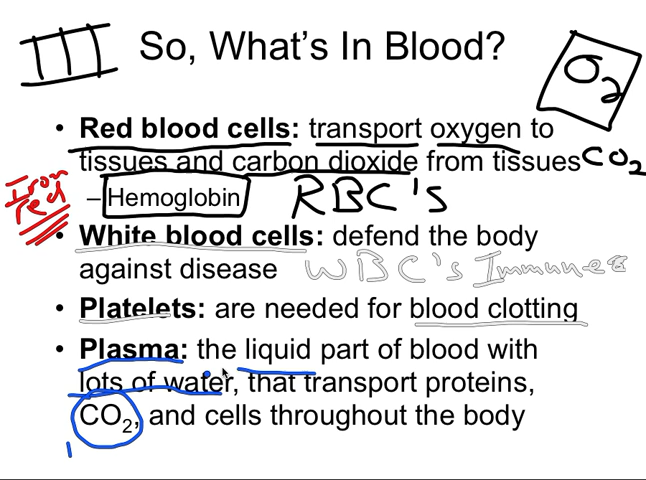 So, What's In Blood?
O2
• Red blood cells: transport oxygen to
tissues and carbon dioxide from tissues CO2
Iron
red
– Hemoglobin RBC's
• White blood cells: defend the body
against disease WBC's Immune
• Platelets: are needed for blood clotting
• Plasma: the liquid part of blood with
lots of water, that transport proteins,
CO2, and cells throughout the body